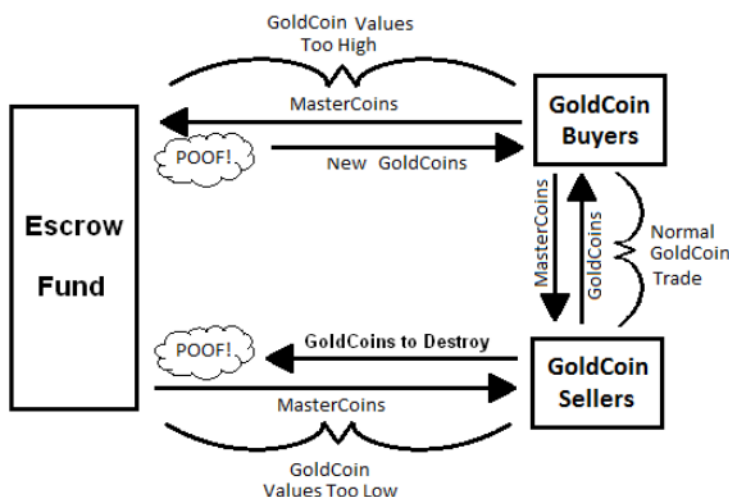 GoldCoin Values
Too High
MasterCoins
GoldCoin
Buyers
POOF!
New GoldCoins
Escrow
Fund
MasterCoins
GoldCoins
Normal
GoldCoin
Trade
POOF!
GoldCoins to Destroy
GoldCoin
Sellers
MasterCoins
GoldCoin
Values Too Low